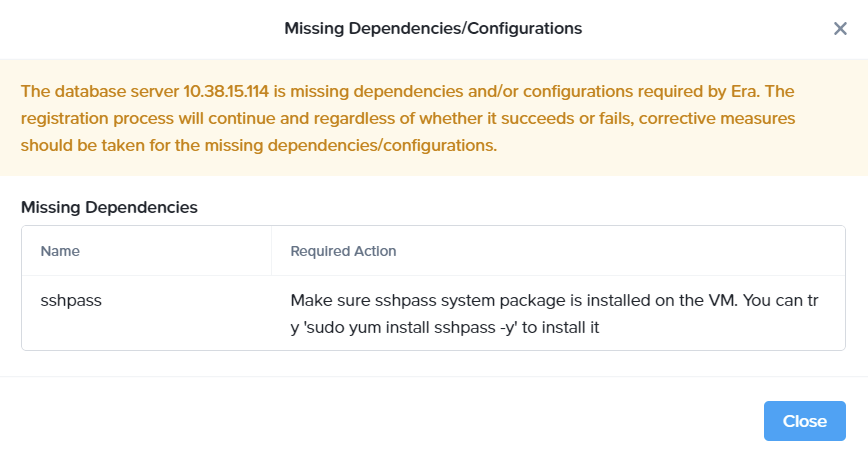 Missing Dependencies/Configurations
The database server 10.38.15.114 is missing dependencies and/or configurations required by Era. The
registration process will continue and regardless of whether it succeeds or fails, corrective measures
should be taken for the missing dependencies/configurations.
Missing Dependencies
Name Required Action
sshpass Make sure sshpass system package is installed on the VM. You can tr
y 'sudo yum install sshpass -y' to install it
Close